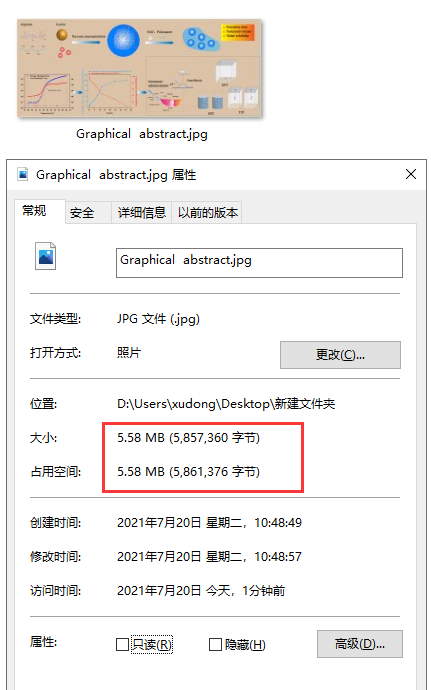 Graphical abstract.jpg
Graphical abstract.jpg 属性
常规 安全 详细信息 以前的版本
Graphical abstract.jpg
文件类型: JPG 文件 (.jpg)
打开方式: 照片 更改(C)...
位置: D:\Users\xudong\Desktop\新建文件夹
大小: 5.58 MB (5,857,360 字节)
占用空间: 5.58 MB (5,861,376 字节)
创建时间: 2021年7月20日 星期二，10:48:49
修改时间: 2021年7月20日 星期二，10:48:57
访问时间: 2021年7月20日 今天，1分钟前
属性: 只读(R) 隐藏(H) 高级(D)...